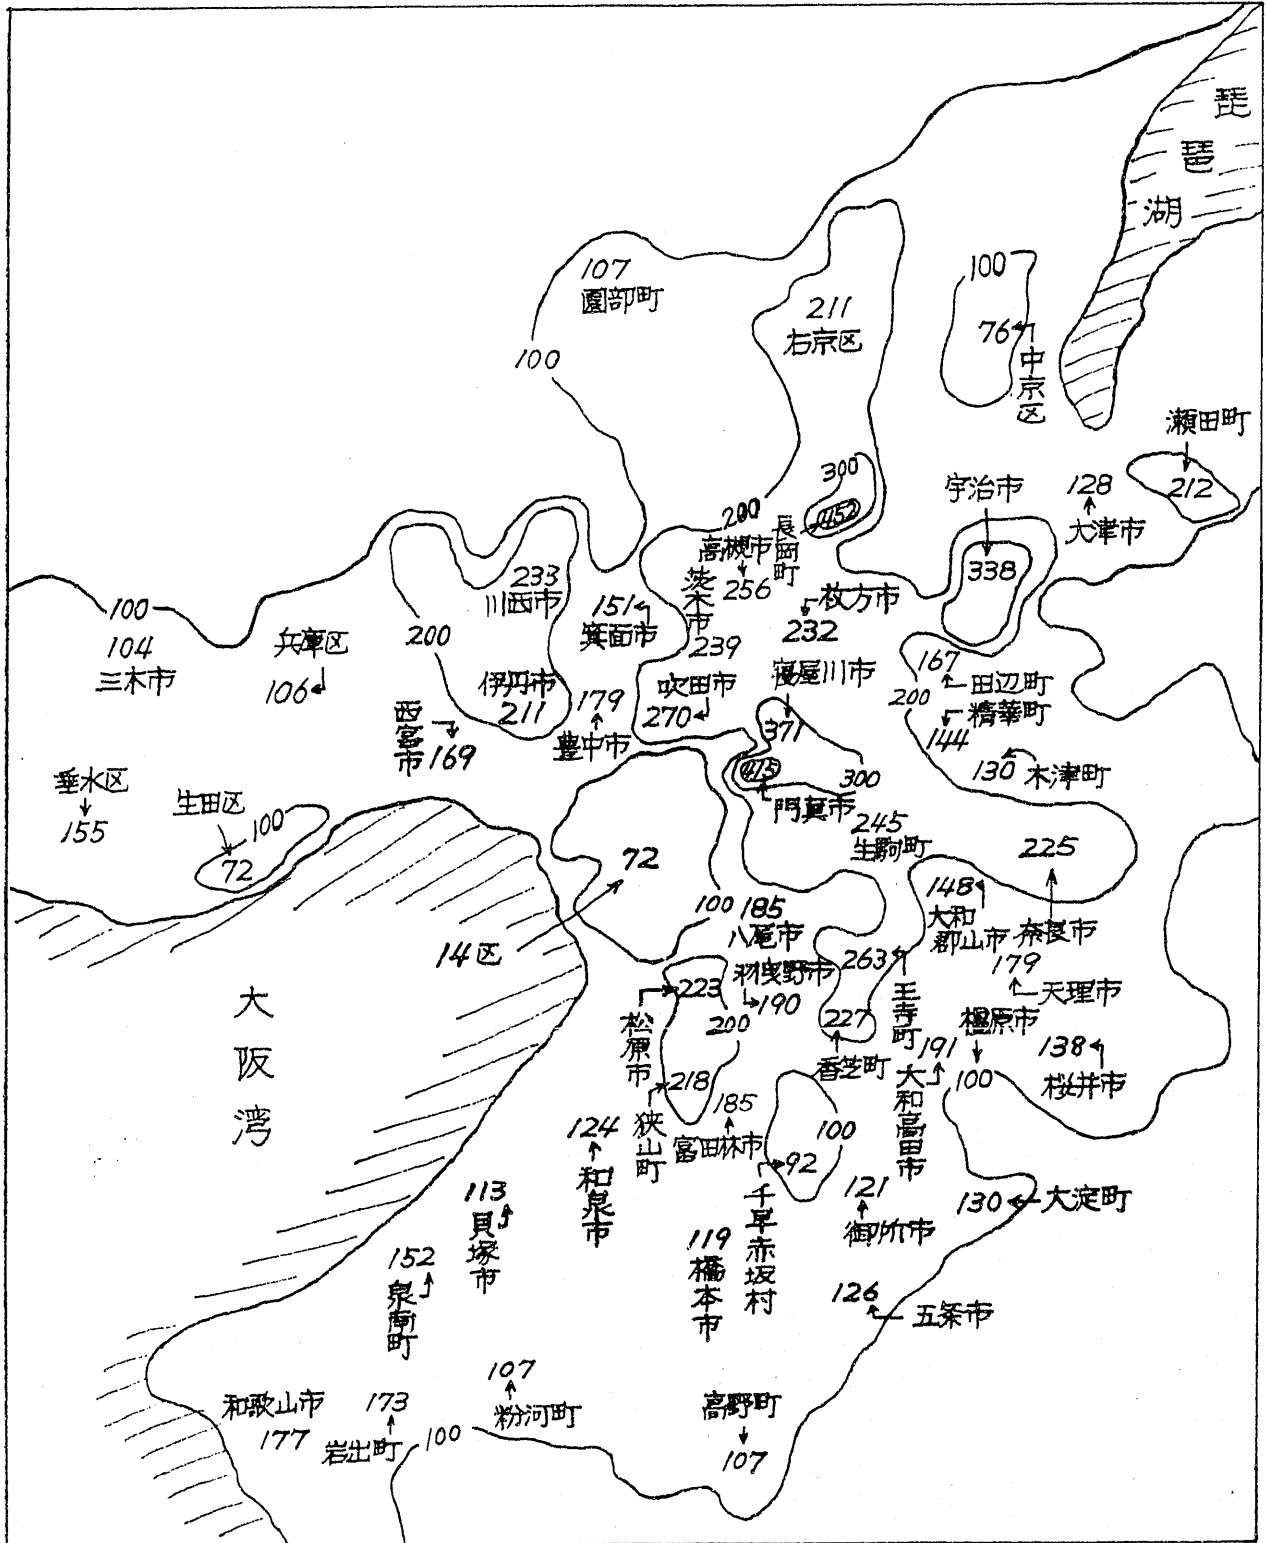 琵琶湖
107
園部町
100
211
右京区
100
76
中京区
瀬田町
212
300
452
長岡町
200
高槻市
256
茨木市
239
宇治市
338
128
大津市
枚方市
232
100
104
三木市
兵庫区
106
200
233
川西市
151
箕面市
伊丹市
211
179
豊中市
西宮市
169
吹田市
270
寝屋川市
371
415
門真市
300
167
田辺町
200
精華町
144
130
木津町
垂水区
155
生田区
100
72
245
生駒町
225
奈良市
72
14区
100
185
八尾市
148
大和郡山市
羽曳野市
190
263
王寺町
179
天理市
223
松原市
200
227
香芝町
橿原市
100
191
大和高田市
138
桜井市
大阪湾
218
狭山町
185
富田林市
100
92
千早赤坂村
124
和泉市
113
貝塚市
121
御所市
130
大淀町
152
泉南町
119
橋本市
126
五条市
107
粉河町
高野町
107
和歌山市
177
173
岩出町
100